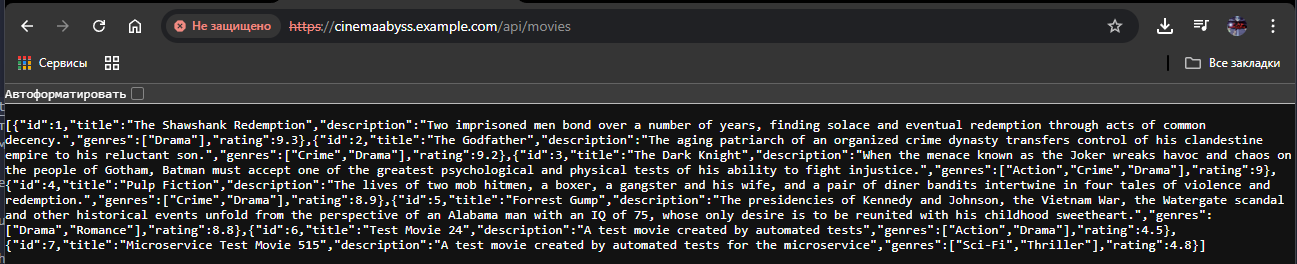 Не защищено https://cinemaabyss.example.com/api/movies
Сервисы Все закладки
Автоформатировать
[{"id":1,"title":"The Shawshank Redemption","description":"Two imprisoned men bond over a number of years, finding solace and eventual redemption through acts of common
decency.","genres":["Drama"],"rating":9.3},{"id":2,"title":"The Godfather","description":"The aging patriarch of an organized crime dynasty transfers control of his clandestine
empire to his reluctant son.","genres":["Crime","Drama"],"rating":9.2},{"id":3,"title":"The Dark Knight","description":"When the menace known as the Joker wreaks havoc and chaos on
the people of Gotham, Batman must accept one of the greatest psychological and physical tests of his ability to fight injustice.","genres":["Action","Crime","Drama"],"rating":9},
{"id":4,"title":"Pulp Fiction","description":"The lives of two mob hitmen, a boxer, a gangster and his wife, and a pair of diner bandits intertwine in four tales of violence and
redemption.","genres":["Crime","Drama"],"rating":8.9},{"id":5,"title":"Forrest Gump","description":"The presidencies of Kennedy and Johnson, the Vietnam War, the Watergate scandal
and other historical events unfold from the perspective of an Alabama man with an IQ of 75, whose only desire is to be reunited with his childhood sweetheart.","genres":
["Drama","Romance"],"rating":8.8},{"id":6,"title":"Test Movie 24","description":"A test movie created by automated tests","genres":["Action","Drama"],"rating":4.5},
{"id":7,"title":"Microservice Test Movie 515","description":"A test movie created by automated tests for the microservice","genres":["Sci-Fi","Thriller"],"rating":4.8}]